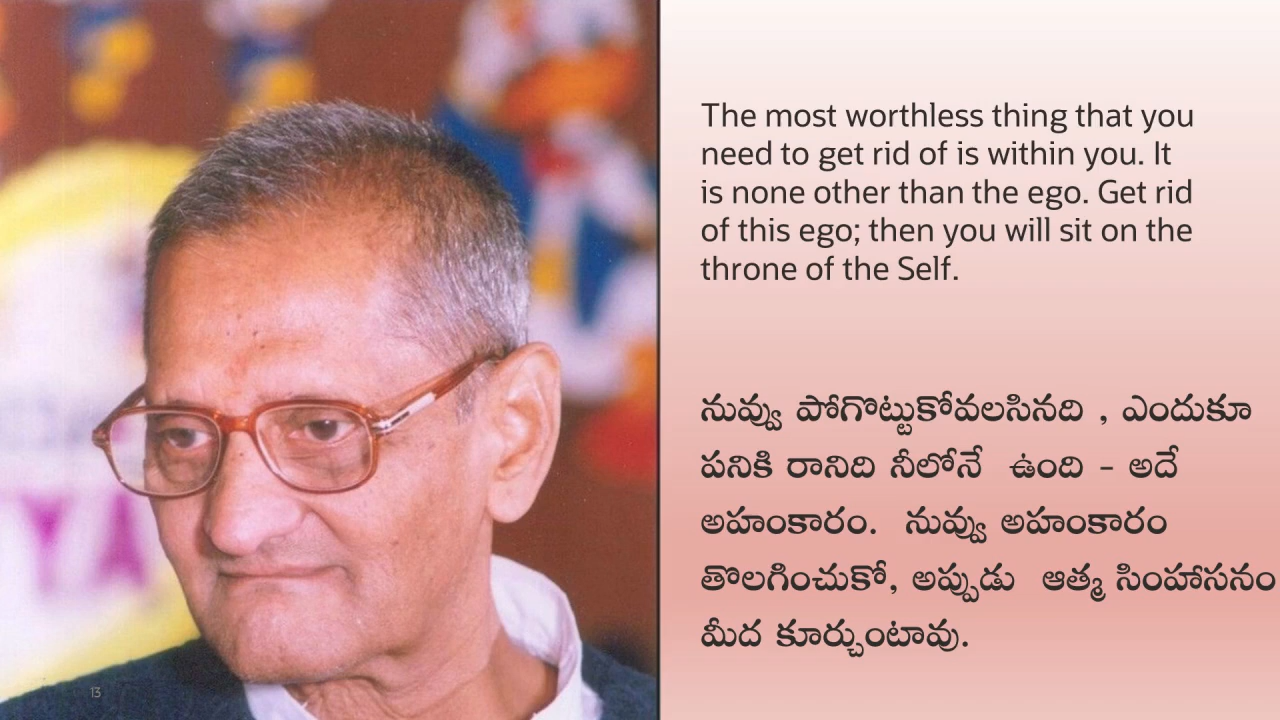 The most worthless thing that you
need to get rid of is within you. It
is none other than the ego. Get rid
of this ego; then you will sit on the
throne of the Self.
నువ్వు పోగొట్టుకోవలసినది , ఎందుకూ
పనికి రానిది నీలోనే  ఉంది - అదే
అహంకారం.  నువ్వు అహంకారం
తొలగించుకో, అప్పుడు  ఆత్మ సింహాసనం
మీద కూర్చుంటావు.
YA
13